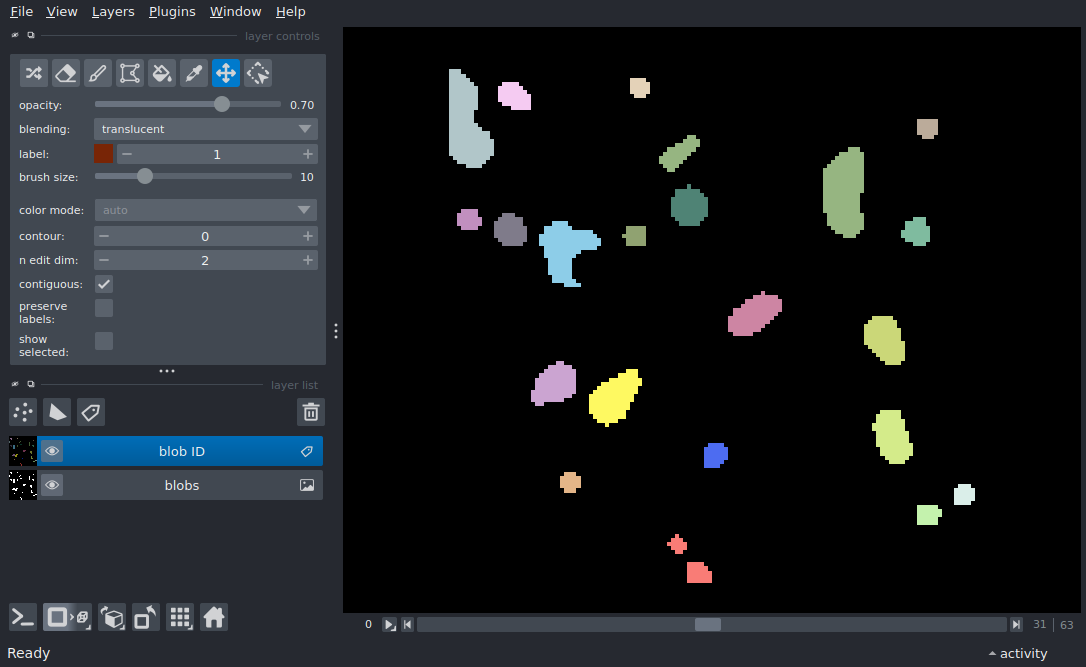 File View Layers Plugins Window Help
layer controls
opacity: 0.70
blending: translucent
label: 1
brush size: 10
color mode: auto
contour: 0
n edit dim: 2
contiguous:
preserve
labels:
show
selected:
layer list
blob ID
blobs
0 31 63
Ready activity